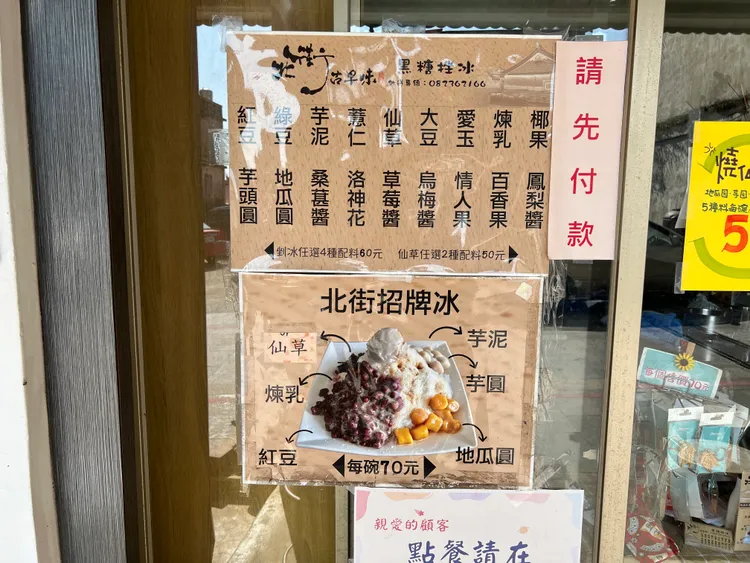 北街古早味 黑糖挫冰
082362166
椰果 煉乳 愛玉 大豆 仙草 薏仁 芋泥 綠豆 紅豆
鳳梨醬 百香果 情人果 烏梅醬 草莓醬 洛神花 桑葚醬 地瓜圓 芋頭圓
剉冰任選4種配料60元 仙草任選2種配料50元
請先付款
北街招牌冰
仙草
芋泥
煉乳
芋圓
紅豆
地瓜圓
每碗70元
親愛的顧客
點餐請在
燒仙
5